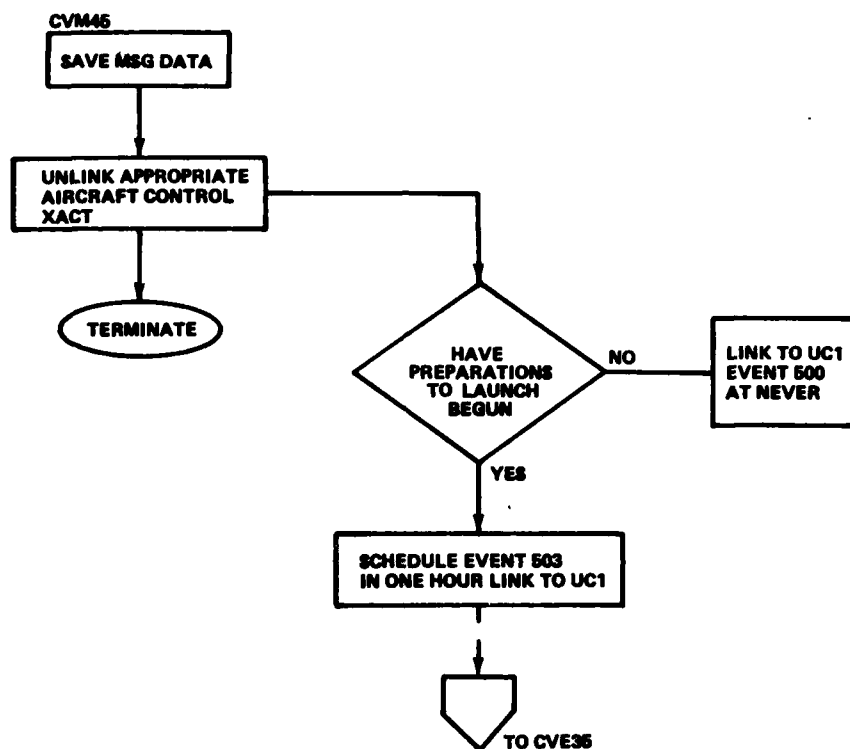 CVM45
SAVE MSG DATA
UNLINK APPROPRIATE
AIRCRAFT CONTROL
XACT
TERMINATE
HAVE
PREPARATIONS
TO LAUNCH
BEGUN
NO
LINK TO UC1
EVENT 500
AT NEVER
YES
SCHEDULE EVENT 503
IN ONE HOUR LINK TO UC1
TO CVE35